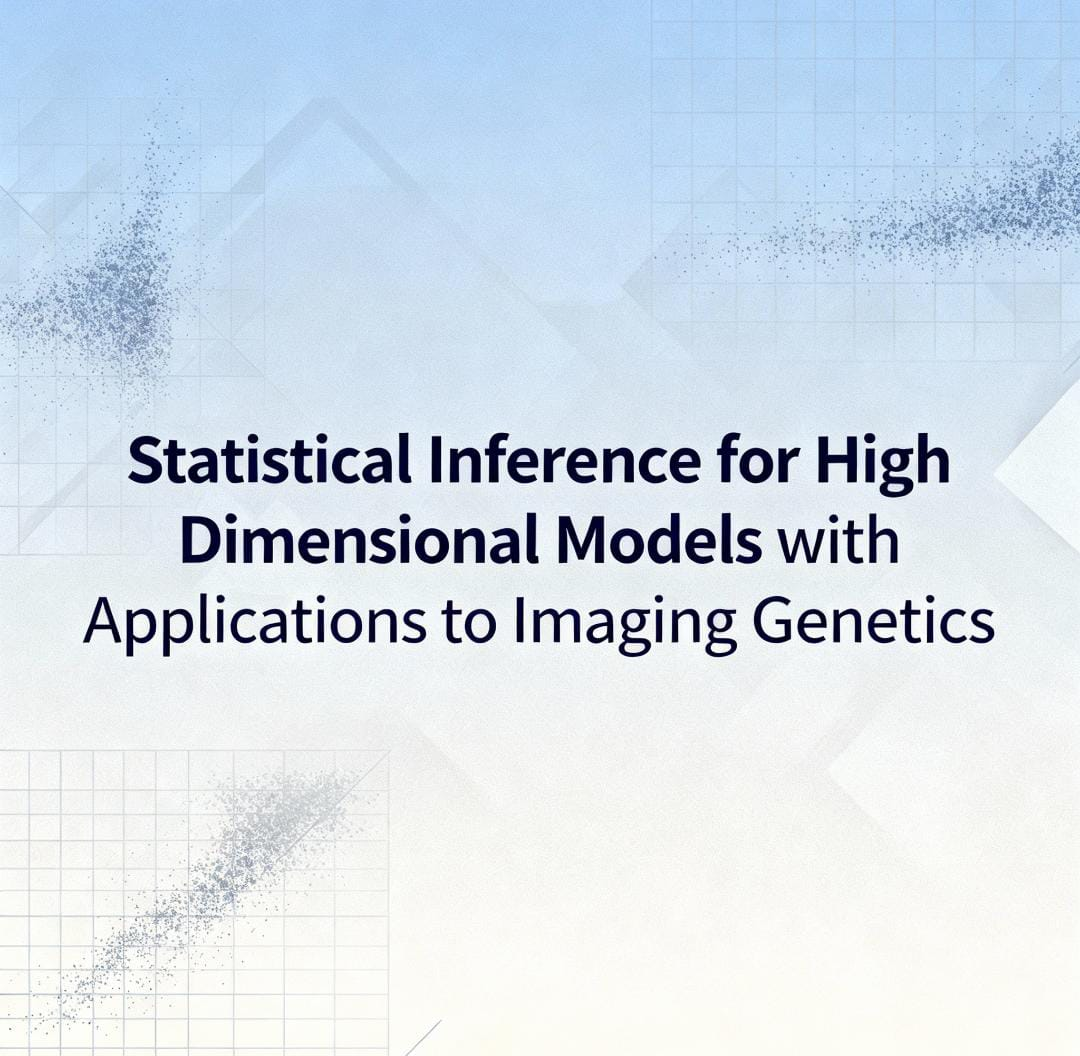 Statistical Inference for High
Dimensional Models with
Applications to Imaging Genetics